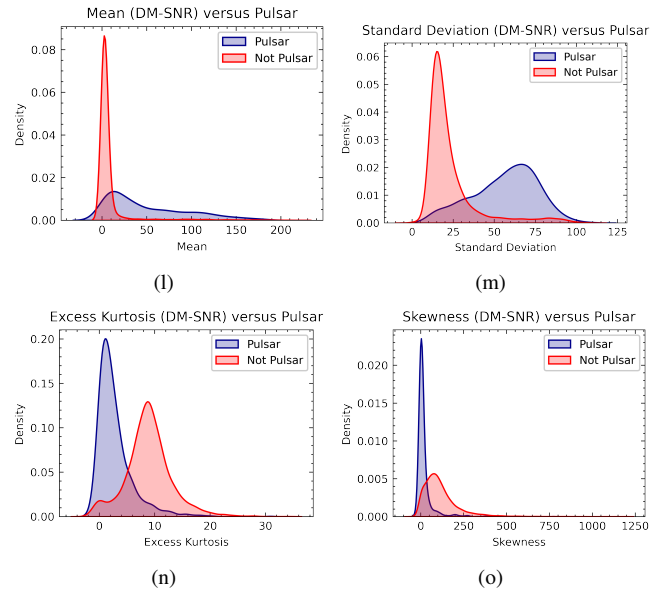 Mean (DM-SNR) versus Pulsar
Pulsar
Not Pulsar
0.08
0.06
0.04
0.02
0.00
Density
0 50 100 150 200
Mean
(l)
Standard Deviation (DM-SNR) versus Pulsar
Pulsar
Not Pulsar
0.06
0.05
0.04
0.03
0.02
0.01
0.00
Density
0 25 50 75 100 125
Standard Deviation
(m)
Excess Kurtosis (DM-SNR) versus Pulsar
Pulsar
Not Pulsar
0.20
0.15
0.10
0.05
0.00
Density
0 10 20 30
Excess Kurtosis
(n)
Skewness (DM-SNR) versus Pulsar
Pulsar
Not Pulsar
0.020
0.015
0.010
0.005
0.000
Density
0 250 500 750 1000 1250
Skewness
(o)